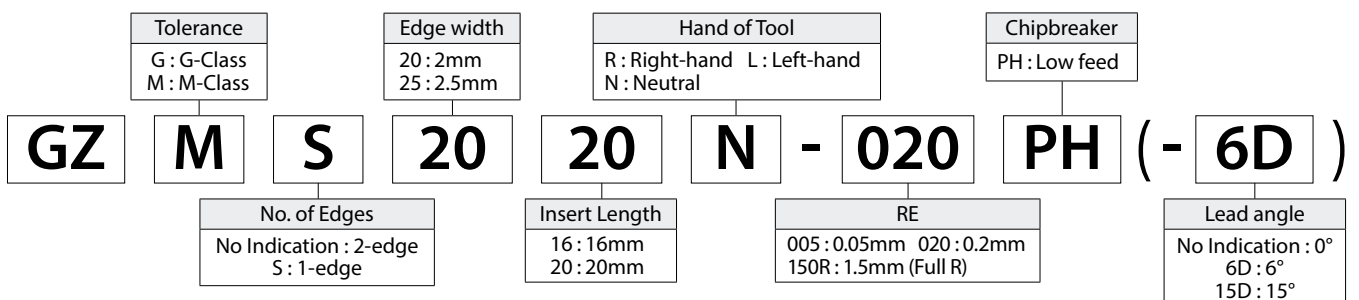 Tolerance
G : G-Class
M : M-Class
Edge width
20 : 2mm
25 : 2.5mm
Hand of Tool
R : Right-hand L : Left-hand
N : Neutral
Chipbreaker
PH : Low feed
GZ M S 20 20 N - 020 PH ( - 6D )
No. of Edges
No Indication : 2-edge
S : 1-edge
Insert Length
16 : 16mm
20 : 20mm
RE
005 : 0.05mm 020 : 0.2mm
150R : 1.5mm (Full R)
Lead angle
No Indication : 0°
6D : 6°
15D : 15°